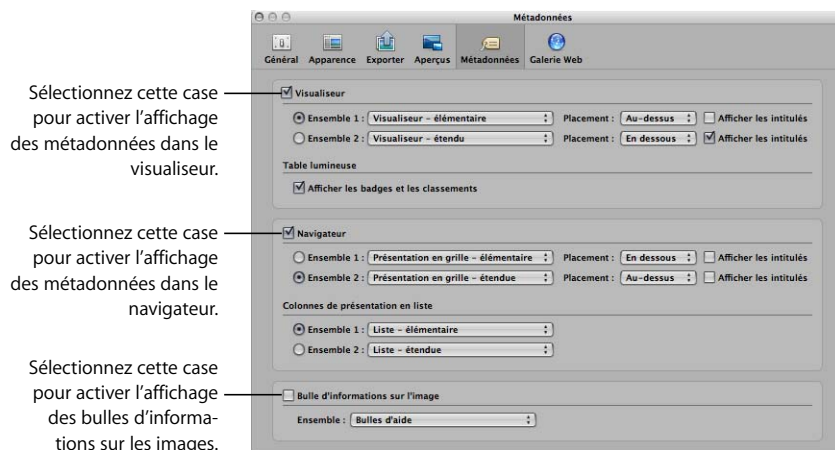 Métadonnées
Général Apparence Exporter Aperçus Métadonnées Galerie Web
Sélectionnez cette case
pour activer l'affichage
des métadonnées dans le
visualiseur.
Visualiseur
Ensemble 1 : Visualiseur – élémentaire Placement : Au-dessus Afficher les intitulés
Ensemble 2 : Visualiseur – étendu Placement : En dessous Afficher les intitulés
Table lumineuse
Afficher les badges et les classements
Sélectionnez cette case
pour activer l'affichage
des métadonnées dans le
navigateur.
Navigateur
Ensemble 1 : Présentation en grille – élémentaire Placement : En dessous Afficher les intitulés
Ensemble 2 : Présentation en grille – étendue Placement : Au-dessus Afficher les intitulés
Colonnes de présentation en liste
Ensemble 1 : Liste – élémentaire
Ensemble 2 : Liste – étendue
Sélectionnez cette case
pour activer l'affichage
des bulles d'informa-
tions sur les images.
Bulle d'informations sur l'image
Ensemble : Bulles d'aide